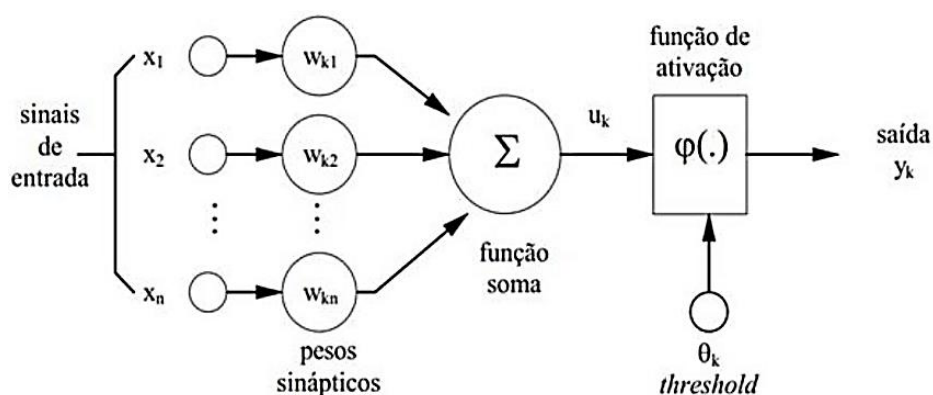 sinais
de
entrada
x₁
x₂
⋮
xₙ
wₖ₁
wₖ₂
⋮
wₖₙ
pesos
sinápticos
Σ
função
soma
uₖ
função de
ativação
φ(.)
θₖ
threshold
saída
yₖ